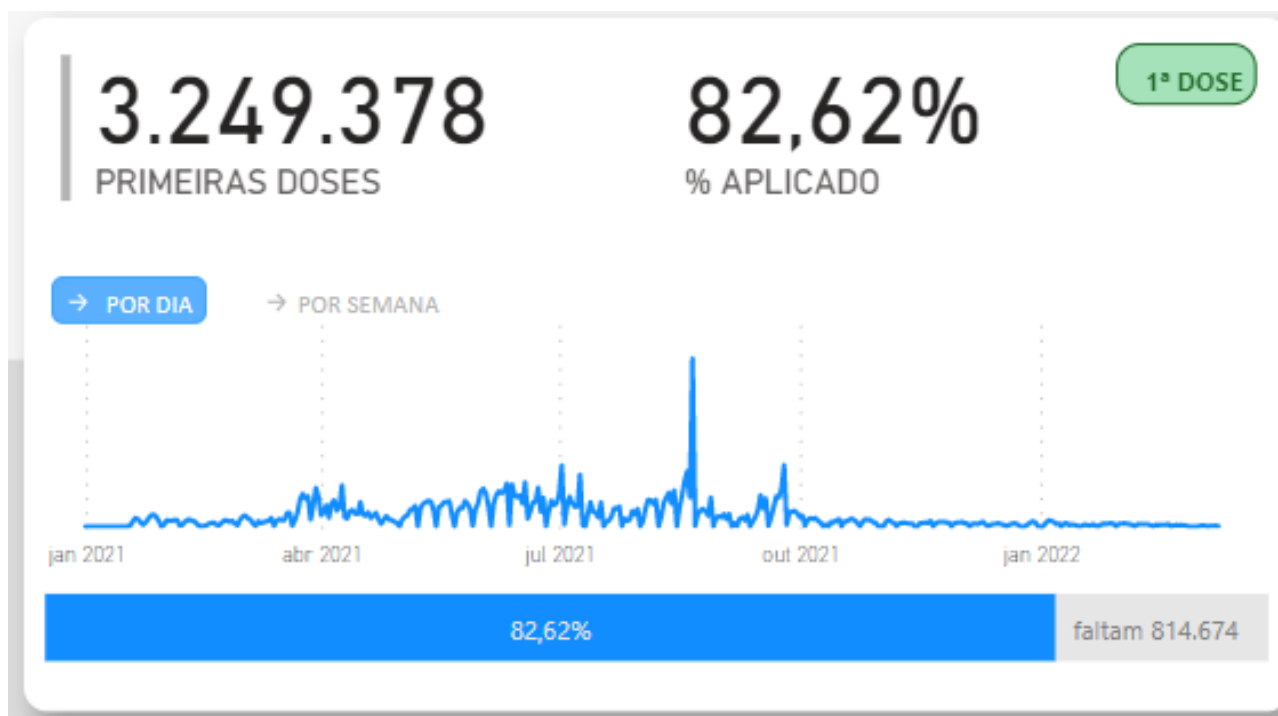 3.249.378
PRIMEIRAS DOSES
82,62%
% APLICADO
1ª DOSE
→ POR DIA
→ POR SEMANA
jan 2021
abr 2021
jul 2021
out 2021
jan 2022
82,62%
faltam 814.674